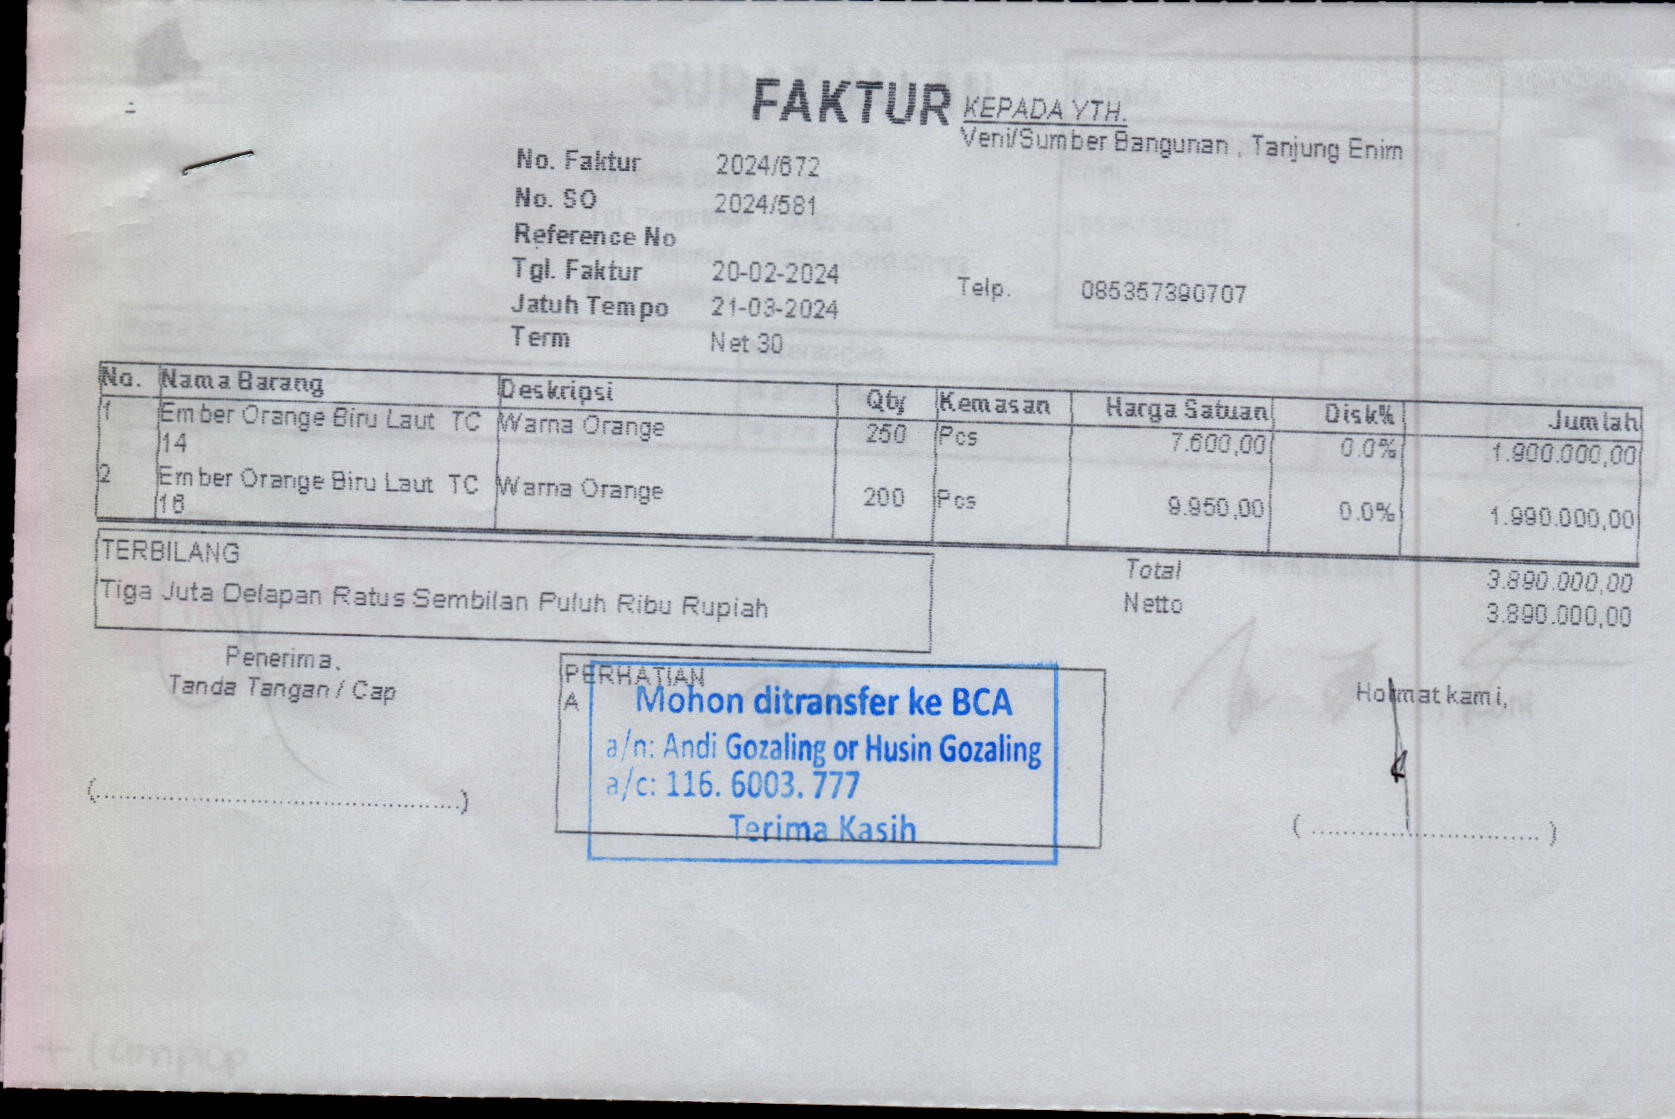 FAKTUR
KEPADA YTH.
Veni/Sumber Bangunan , Tanjung Enim
No. Faktur 2024/672
No. SO 2024/581
Reference No
Tgl. Faktur 20-02-2024
Telp. 085357390707
Jatuh Tempo 21-03-2024
Term Net 30
No. Nama Barang Deskripsi Qty Kemasan Harga Satuan Disk% Jumlah
1 Ember Orange Biru Laut TC Warna Orange 250 Pcs 7.600,00 0.0% 1.900.000,00
14
2 Ember Orange Biru Laut TC Warna Orange 200 Pcs 9.950,00 0.0% 1.990.000,00
16
TERBILANG
Tiga Juta Delapan Ratus Sembilan Puluh Ribu Rupiah
Total 3.890.000,00
Netto 3.890.000,00
Penerima,
Tanda Tangan / Cap
(..............................................)
PERHATIAN
A
Mohon ditransfer ke BCA
a/n: Andi Gozaling or Husin Gozaling
a/c: 116. 6003. 777
Terima Kasih
Hormat kami,
( .............................. )